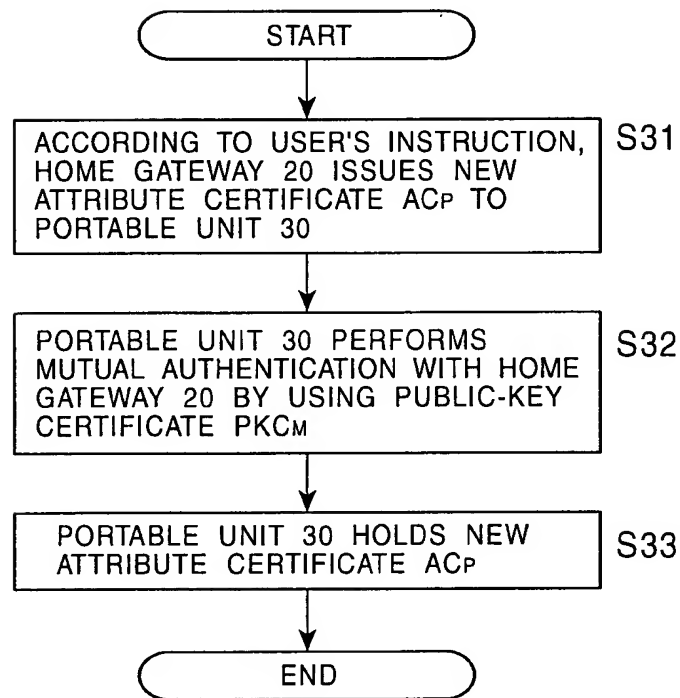 START
ACCORDING TO USER'S INSTRUCTION,
HOME GATEWAY 20 ISSUES NEW
ATTRIBUTE CERTIFICATE ACP TO
PORTABLE UNIT 30
S31
PORTABLE UNIT 30 PERFORMS
MUTUAL AUTHENTICATION WITH HOME
GATEWAY 20 BY USING PUBLIC-KEY
CERTIFICATE PKCM
S32
PORTABLE UNIT 30 HOLDS NEW
ATTRIBUTE CERTIFICATE ACP
S33
END